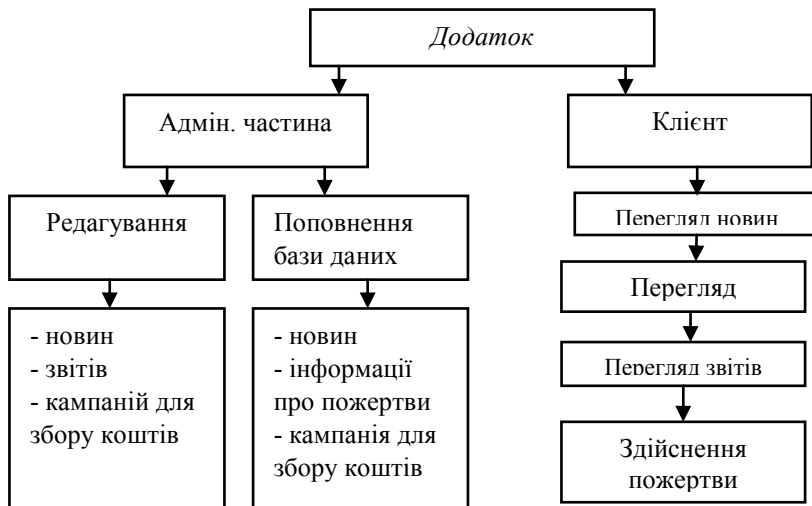 Додаток
Адмін. частина
Клієнт
Редагування
Поповнення
бази даних
Перегляд новин
Перегляд
- новин
- звітів
- кампаній для
збору коштів
- новин
- інформації
про пожертви
- кампанія для
збору коштів
Перегляд звітів
Здійснення
пожертви